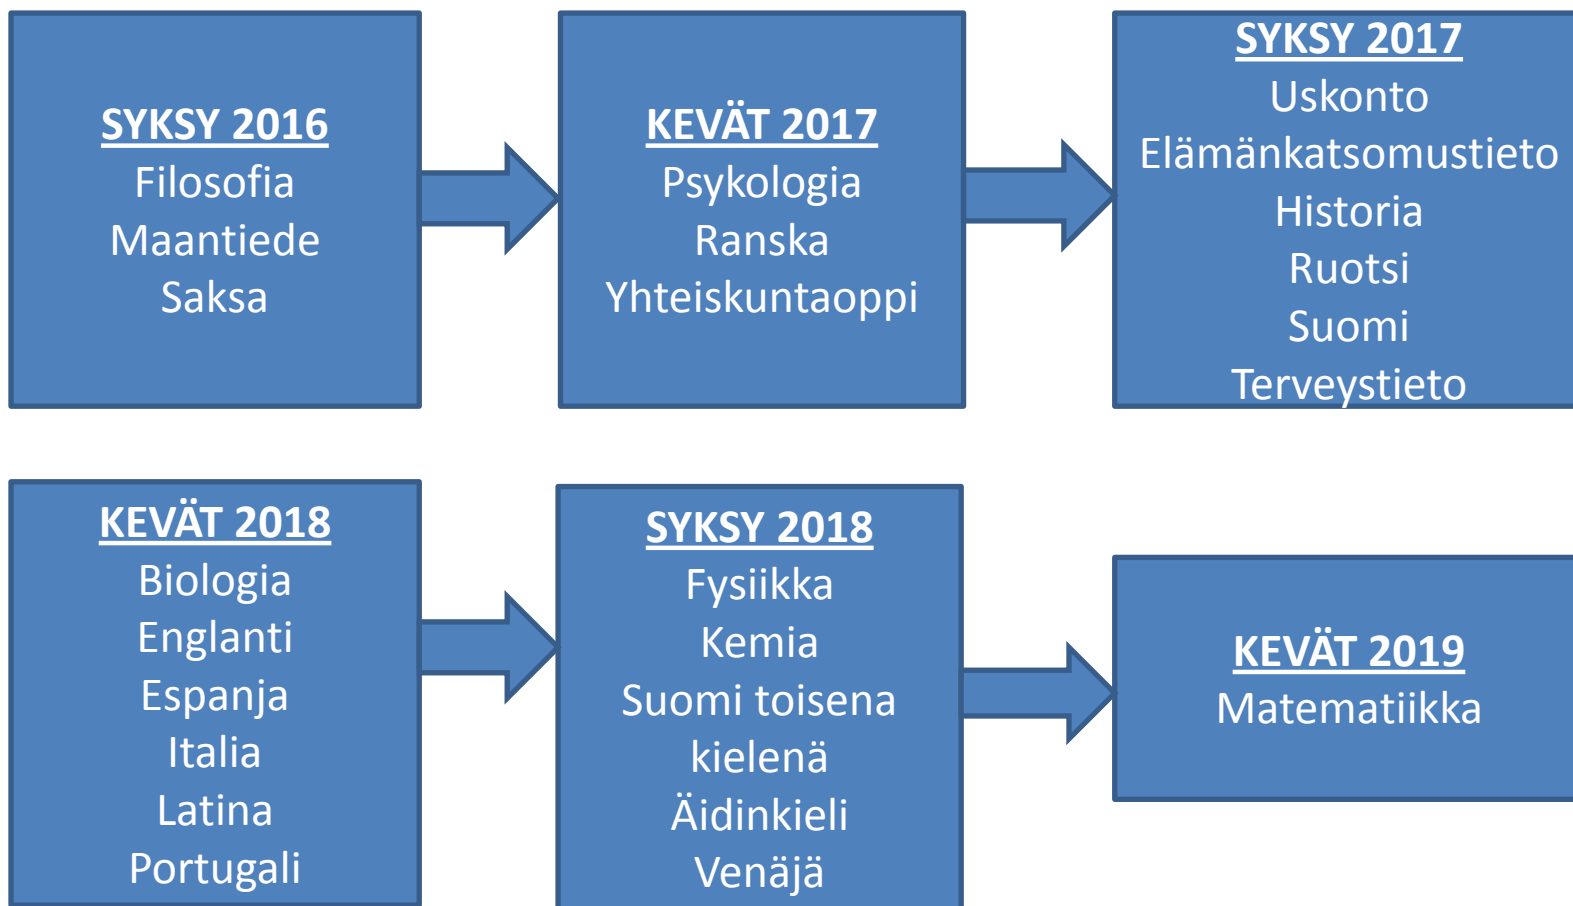 SYKSY 2016
Filosofia
Maantiede
Saksa
KEVÄT 2017
Psykologia
Ranska
Yhteiskuntaoppi
SYKSY 2017
Uskonto
Elämänkatsomustieto
Historia
Ruotsi
Suomi
Terveystieto
KEVÄT 2018
Biologia
Englanti
Espanja
Italia
Latina
Portugali
SYKSY 2018
Fysiikka
Kemia
Suomi toisena
kielenä
Äidinkieli
Venäjä
KEVÄT 2019
Matematiikka